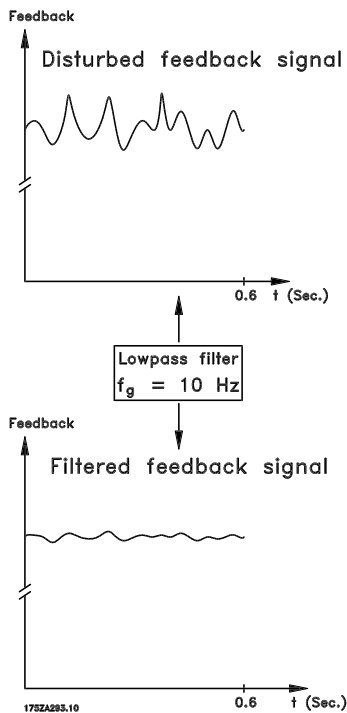 Feedback
Disturbed feedback signal
0.6 t (Sec.)
Lowpass filter
fg = 10 Hz
Feedback
Filtered feedback signal
0.6 t (Sec.)
175ZA293.10